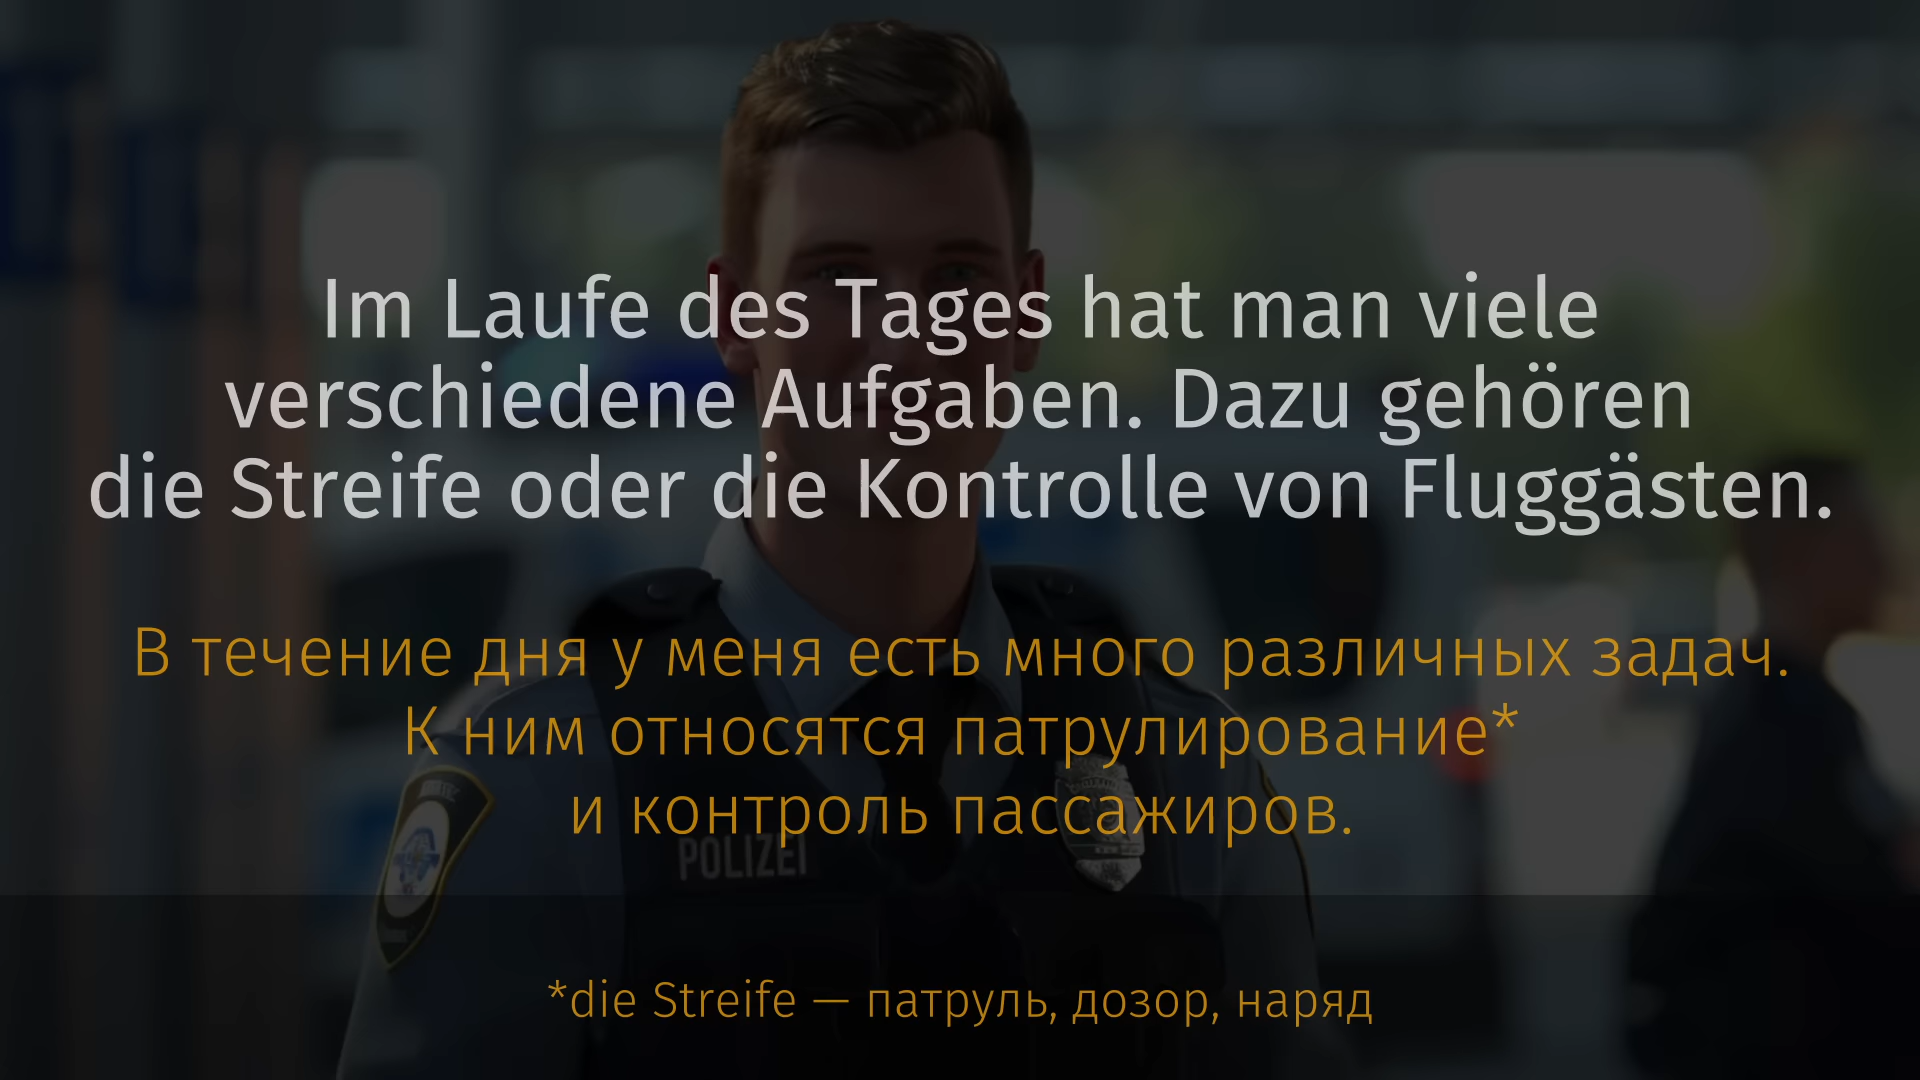 Im Laufe des Tages hat man viele
verschiedene Aufgaben. Dazu gehören
die Streife oder die Kontrolle von Fluggästen.
В течение дня у меня есть много различных задач.
К ним относятся патрулирование*
и контроль пассажиров.
POLIZEI
*die Streife — патруль, дозор, наряд